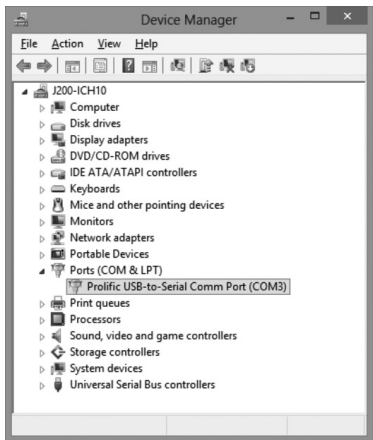 Device Manager
File Action View Help
J200-ICH10
Computer
Disk drives
Display adapters
DVD/CD-ROM drives
IDE ATA/ATAPI controllers
Keyboards
Mice and other pointing devices
Monitors
Network adapters
Portable Devices
Ports (COM & LPT)
Prolific USB-to-Serial Comm Port (COM3)
Print queues
Processors
Sound, video and game controllers
Storage controllers
System devices
Universal Serial Bus controllers